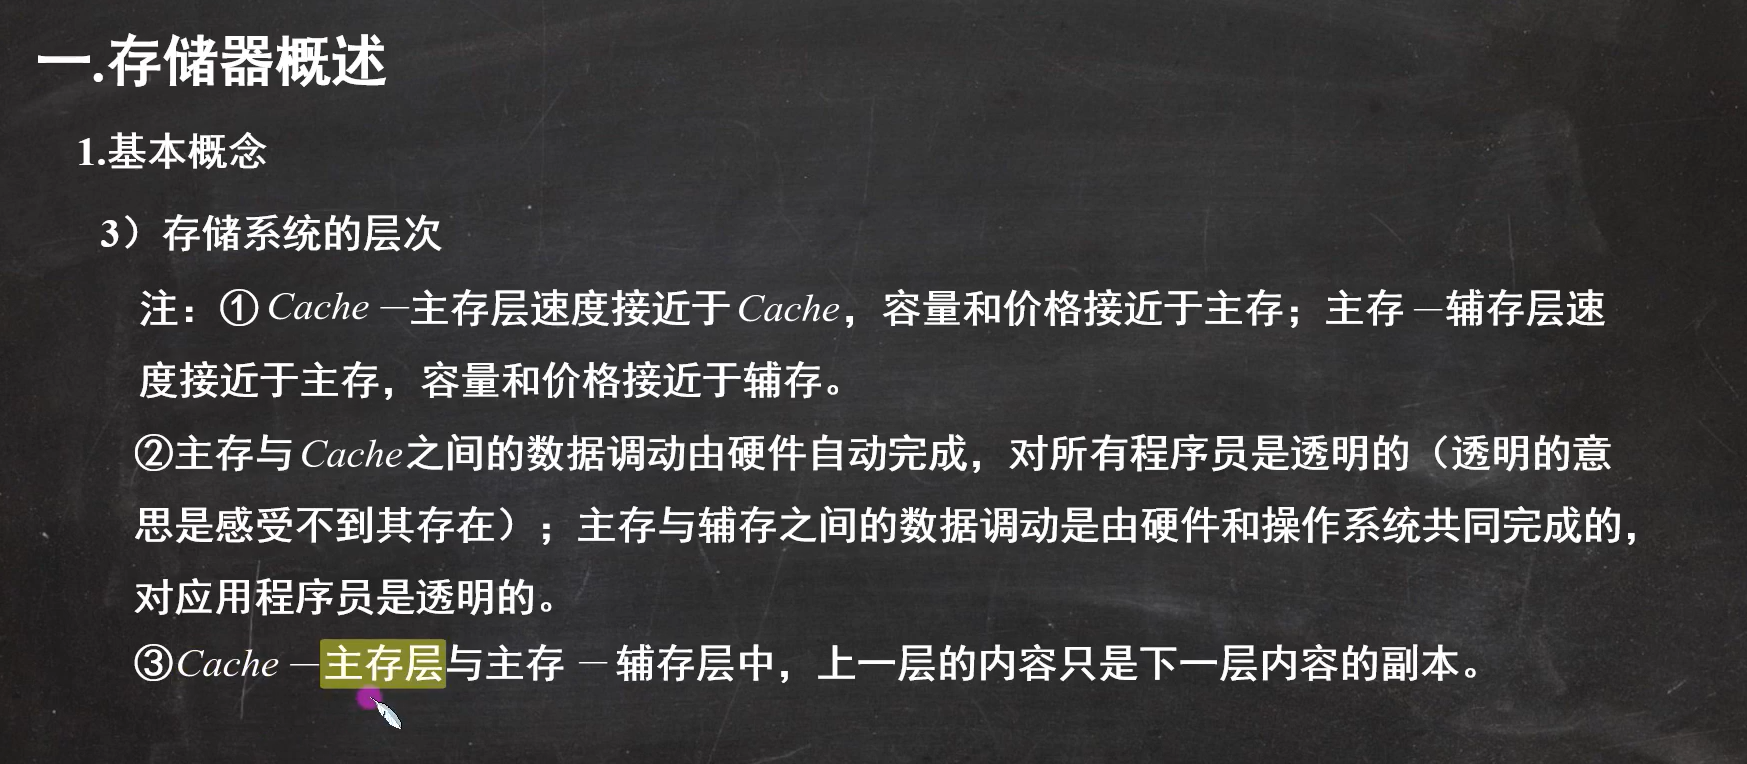 一.存储器概述
1.基本概念
3）存储系统的层次
注：①Cache—主存层速度接近于Cache，容量和价格接近于主存；主存—辅存层速
度接近于主存，容量和价格接近于辅存。
②主存与Cache之间的数据调动由硬件自动完成，对所有程序员是透明的（透明的意
思是感受不到其存在）；主存与辅存之间的数据调动是由硬件和操作系统共同完成的，
对应用程序员是透明的。
③Cache—主存层与主存—辅存层中，上一层的内容只是下一层内容的副本。